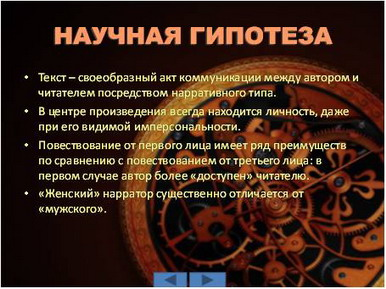 НАУЧНАЯ ГИПОТЕЗА
• Текст – своеобразный акт коммуникации между автором и
читателем посредством нарративного типа.
• В центре произведения всегда находится личность, даже
при его видимой имперсональности.
• Повествование от первого лица имеет ряд преимуществ
по сравнению с повествованием от третьего лица: в
первом случае автор более «доступен» читателю.
• «Женский» нарратор существенно отличается от
«мужского».